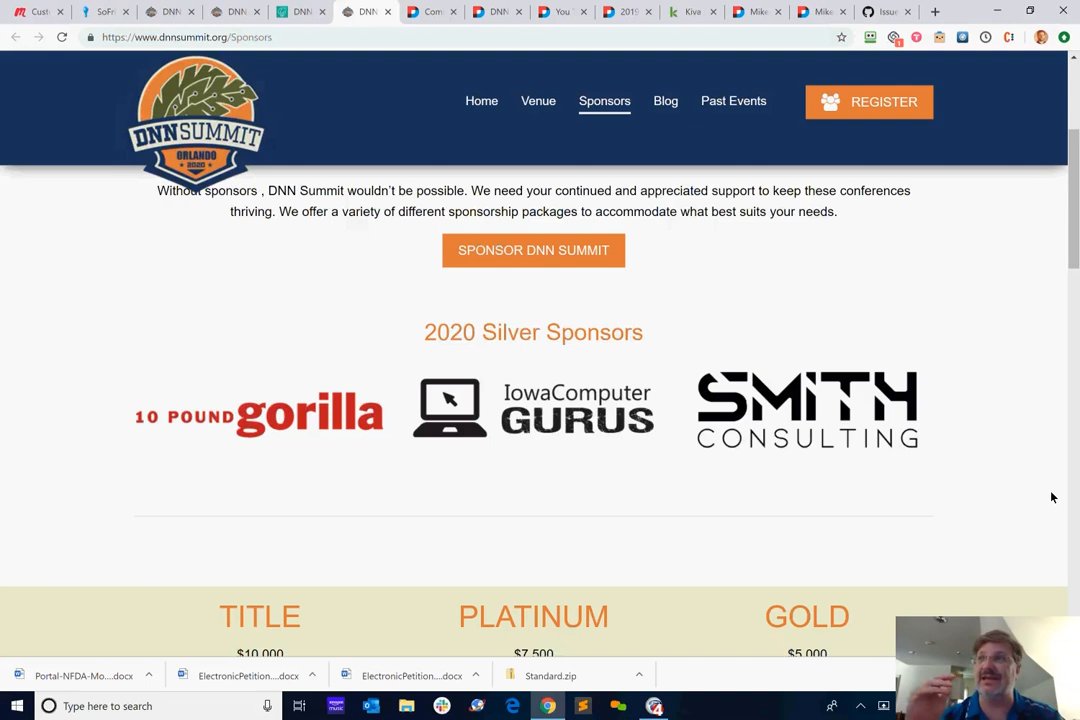 Cust
SoFri
DNN
DNN
DNN
DNN
Com
DNN
You
2019
Kiva
Mike
Mike
Issue
https://www.dnnsummit.org/Sponsors
1
DNNSUMMIT
ORLANDO
2020
Home
Venue
Sponsors
Blog
Past Events
REGISTER
Without sponsors , DNN Summit wouldn't be possible. We need your continued and appreciated support to keep these conferences
thriving. We offer a variety of different sponsorship packages to accommodate what best suits your needs.
SPONSOR DNN SUMMIT
2020 Silver Sponsors
10 POUND gorilla
IowaComputer
GURUS
SMITH
CONSULTING
TITLE
PLATINUM
GOLD
$10,000
$7,500
$5,000
Portal-NFDA-Mo....docx
ElectronicPetition....docx
ElectronicPetition....docx
Standard.zip
Type here to search